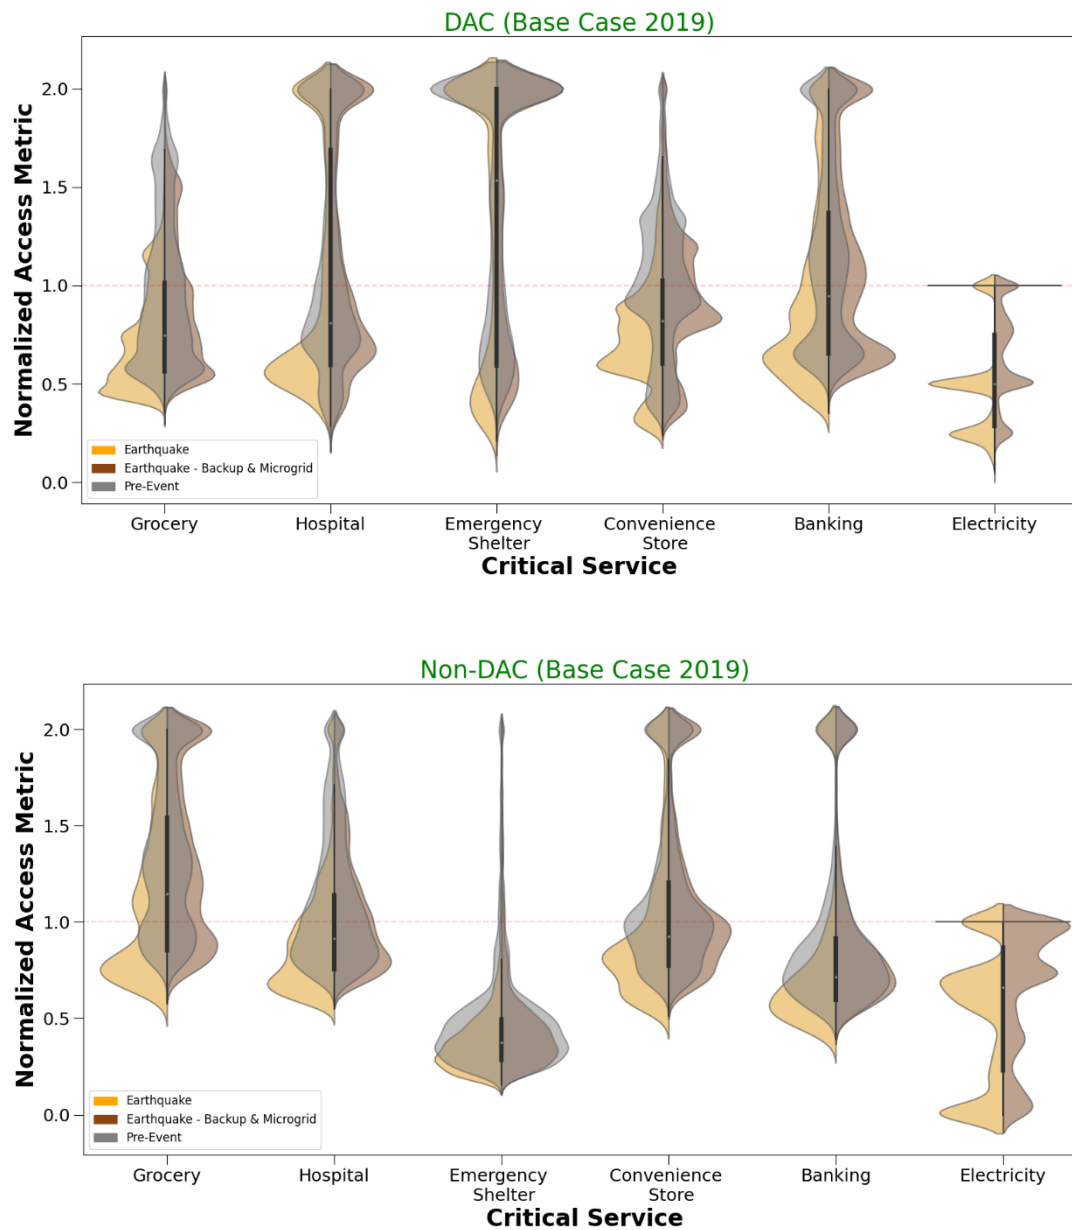 DAC (Base Case 2019)
Normalized Access Metric
2.0
1.5
1.0
0.5
0.0
Earthquake
Earthquake - Backup & Microgrid
Pre-Event
Grocery
Hospital
Emergency
Shelter
Convenience
Store
Banking
Electricity
Critical Service
Non-DAC (Base Case 2019)
Normalized Access Metric
2.0
1.5
1.0
0.5
0.0
Earthquake
Earthquake - Backup & Microgrid
Pre-Event
Grocery
Hospital
Emergency
Shelter
Convenience
Store
Banking
Electricity
Critical Service